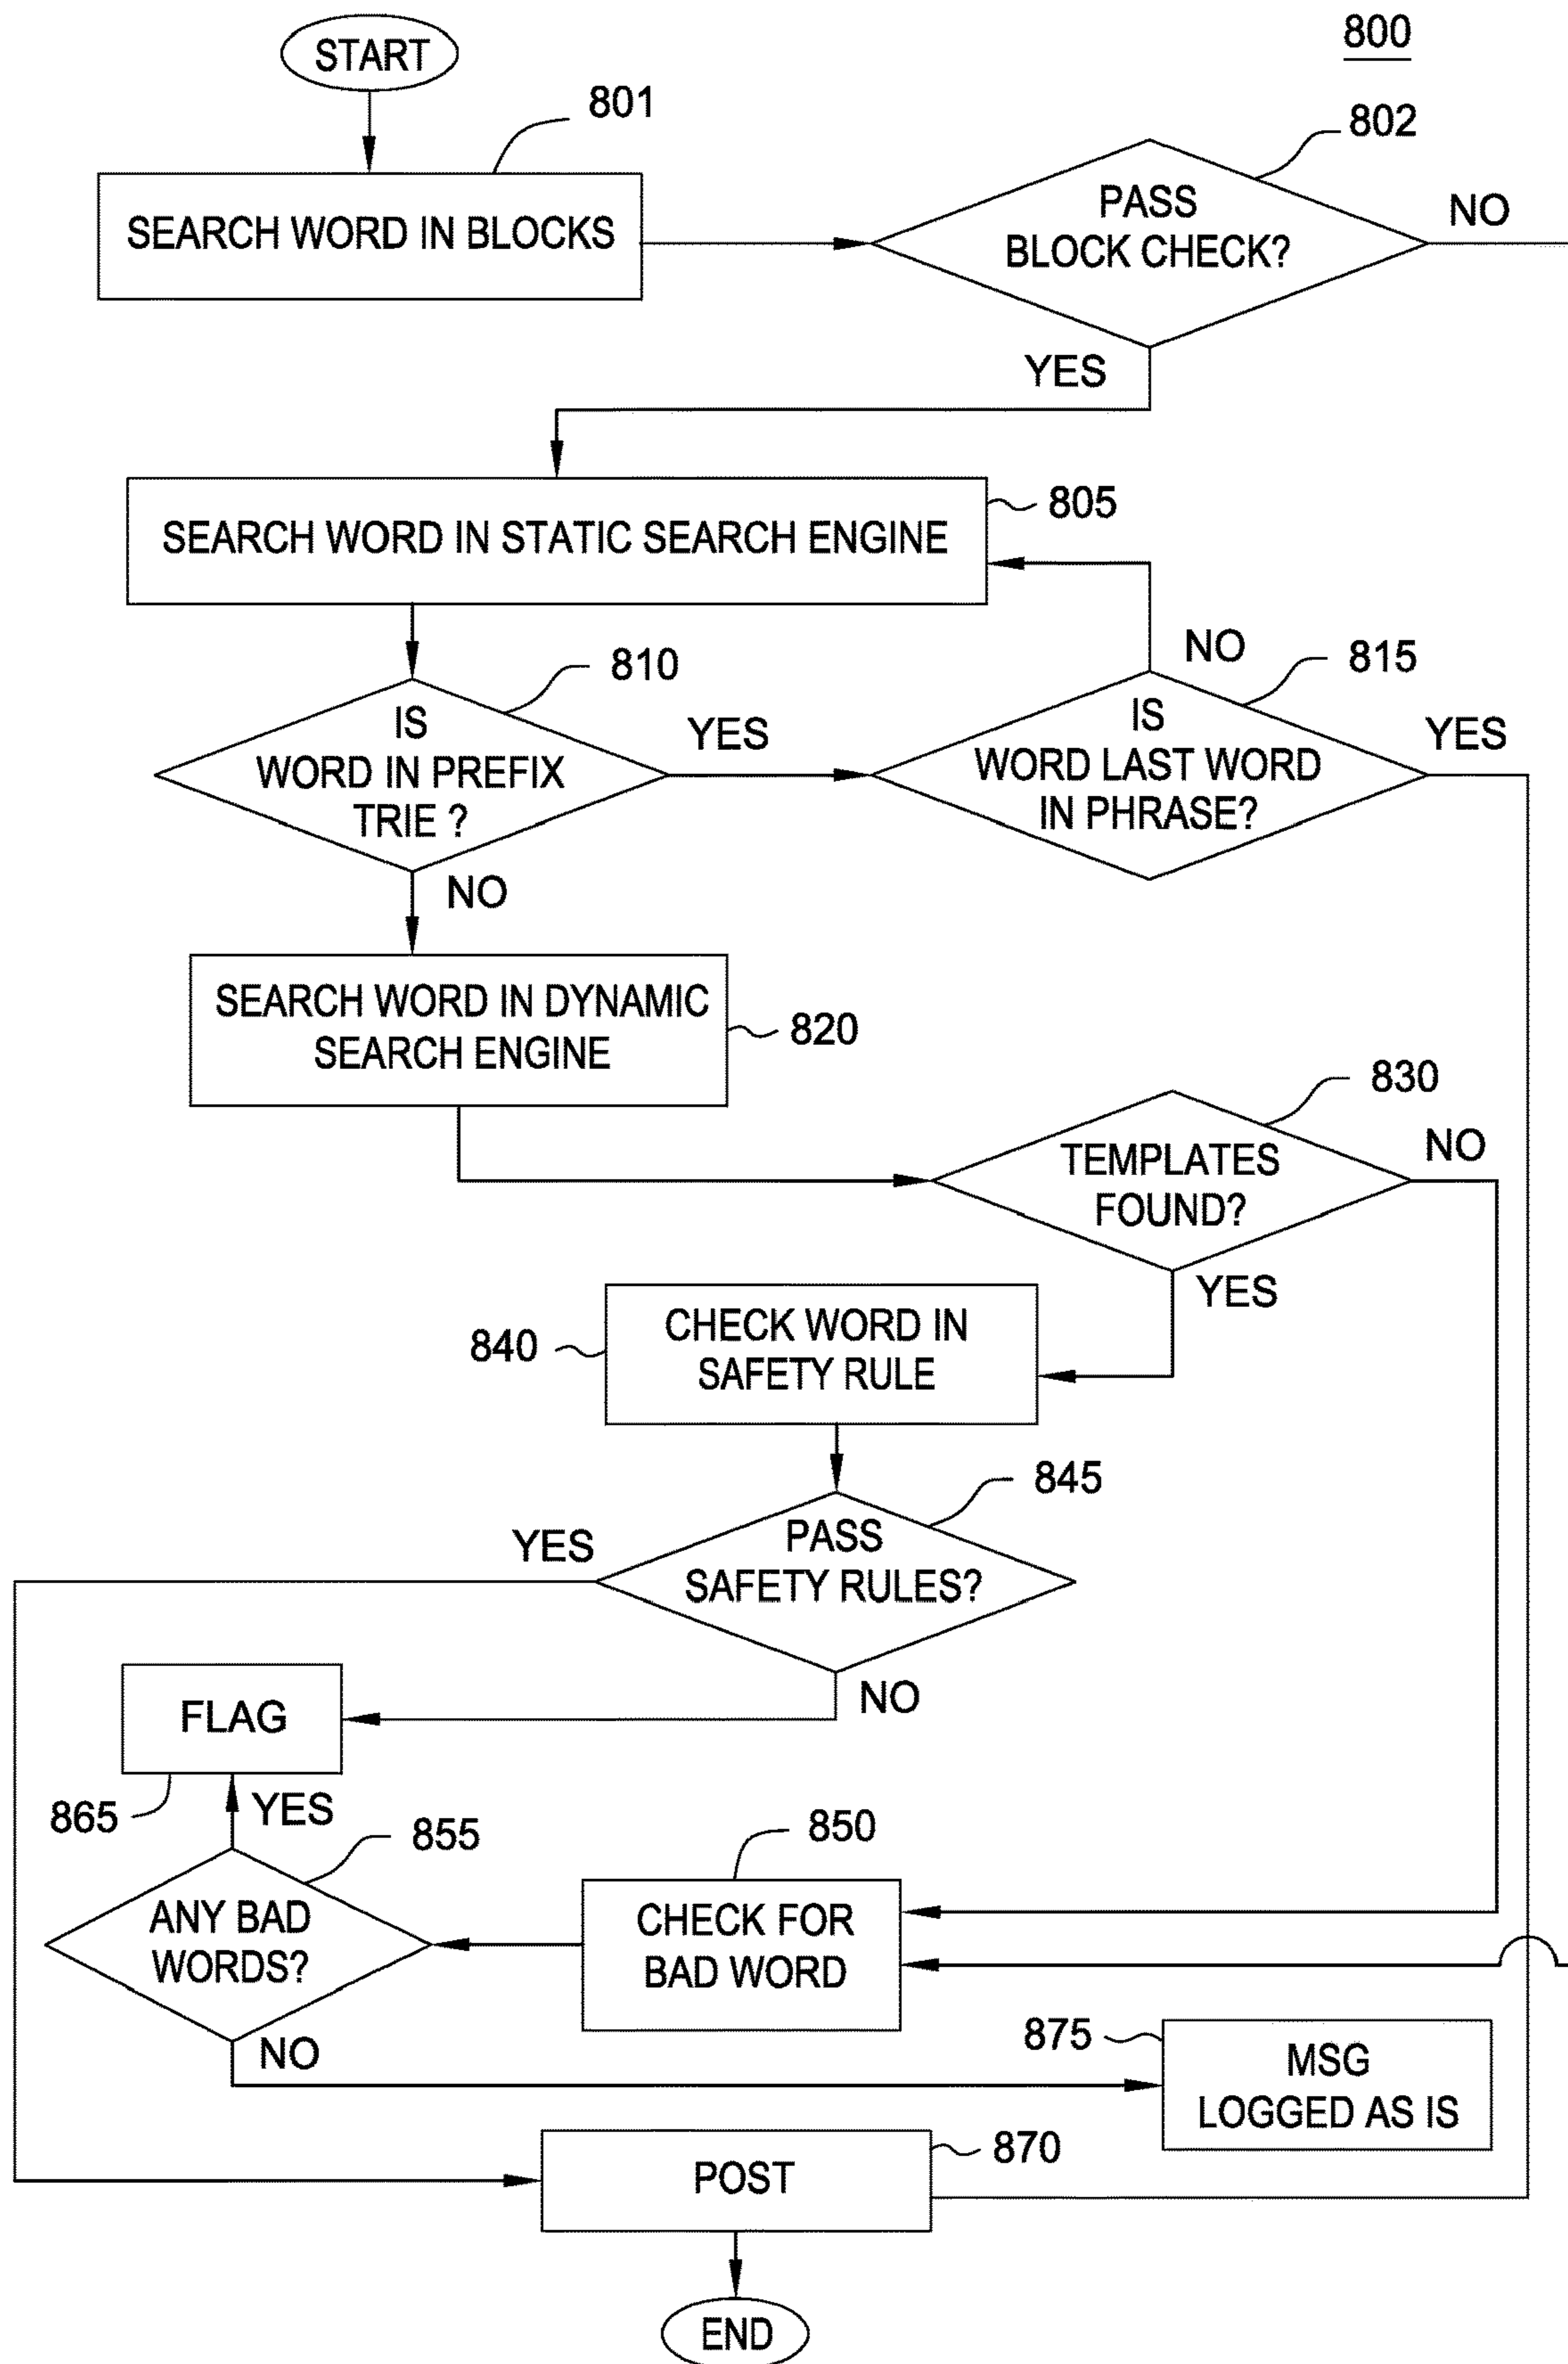 800
START
801
802
SEARCH WORD IN BLOCKS
PASS
BLOCK CHECK?
NO
YES
805
SEARCH WORD IN STATIC SEARCH ENGINE
NO
810
815
IS
WORD IN PREFIX
TRIE ?
YES
IS
WORD LAST WORD
IN PHRASE?
YES
NO
SEARCH WORD IN DYNAMIC
SEARCH ENGINE
820
830
TEMPLATES
FOUND?
NO
YES
840
CHECK WORD IN
SAFETY RULE
845
YES
PASS
SAFETY RULES?
NO
FLAG
865
YES
855
850
ANY BAD
WORDS?
CHECK FOR
BAD WORD
NO
875
MSG
LOGGED AS IS
870
POST
END